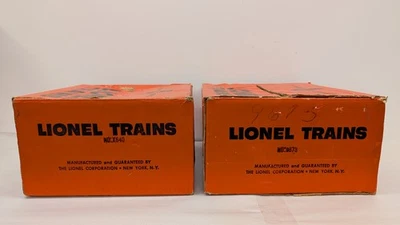 LIONEL TRAINS
MANUFACTURED and GUARANTEED BY
THE LIONEL CORPORATION • NEW YORK, N. Y.
LIONEL TRAINS
MANUFACTURED and GUARANTEED BY
THE LIONEL CORPORATION • NEW YORK, N. Y.